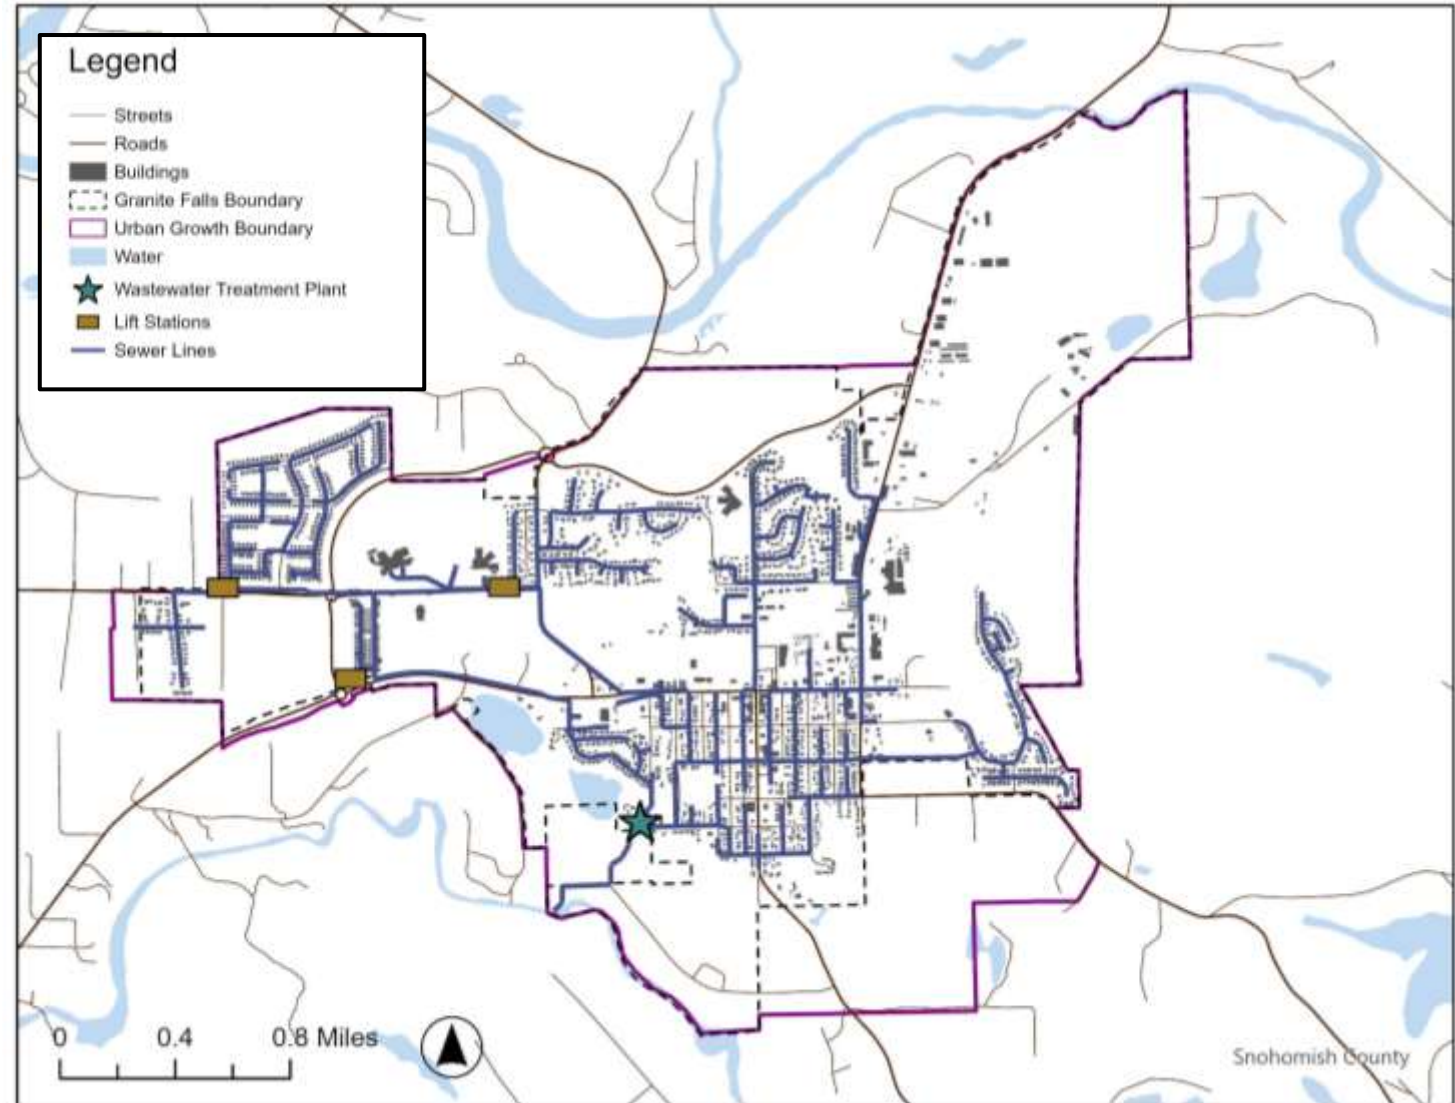 Legend
Streets
Roads
Buildings
Granite Falls Boundary
Urban Growth Boundary
Water
Wastewater Treatment Plant
Lift Stations
Sewer Lines
0 0.4 0.8 Miles
Snohomish County